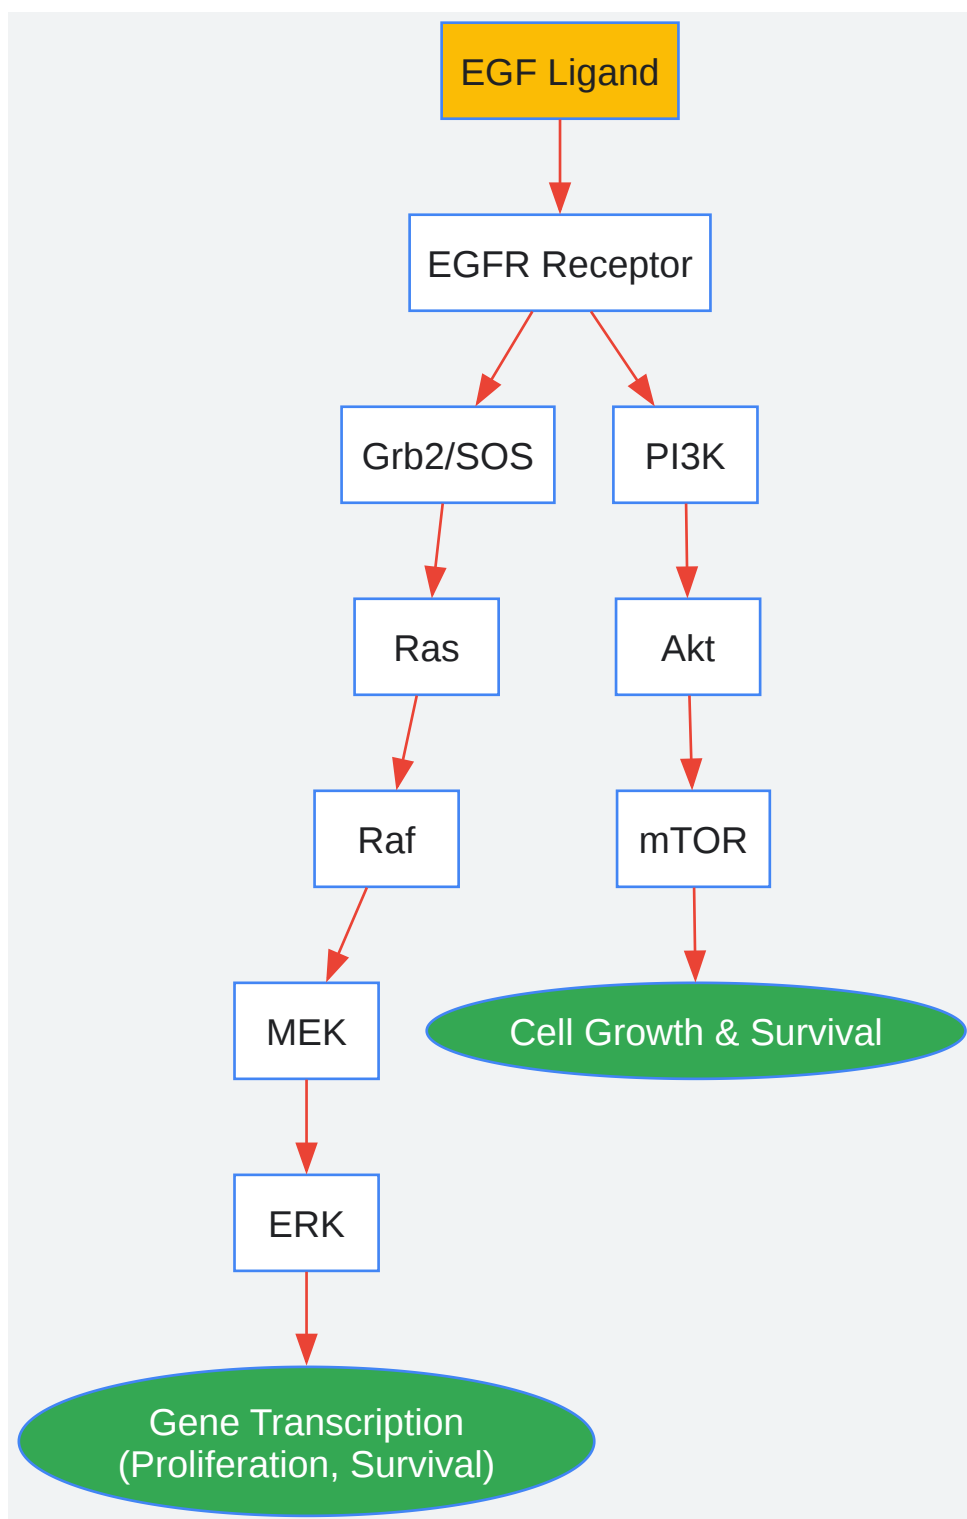 EGF Ligand
EGFR Receptor
Grb2/SOS
PI3K
Ras
Akt
Raf
mTOR
MEK
Cell Growth & Survival
ERK
Gene Transcription
(Proliferation, Survival)